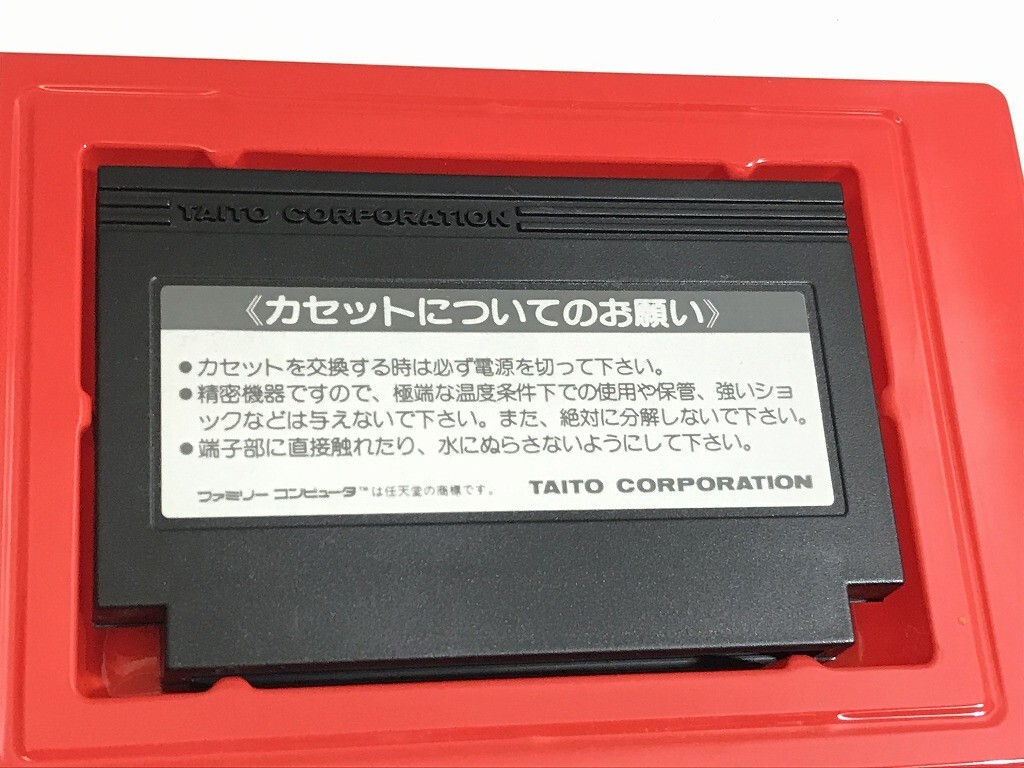 TAITO CORPORATION
《カセットについてのお願い》
●カセットを交換する時は必ず電源を切って下さい。
●精密機器ですので、極端な温度条件下での使用や保管、強いショ
ックなどは与えないで下さい。また、絶対に分解しないで下さい。
●端子部に直接触れたり、水にぬらさないようにして下さい。
ファミリー コンピュータ™は任天堂の商標です。 TAITO CORPORATION